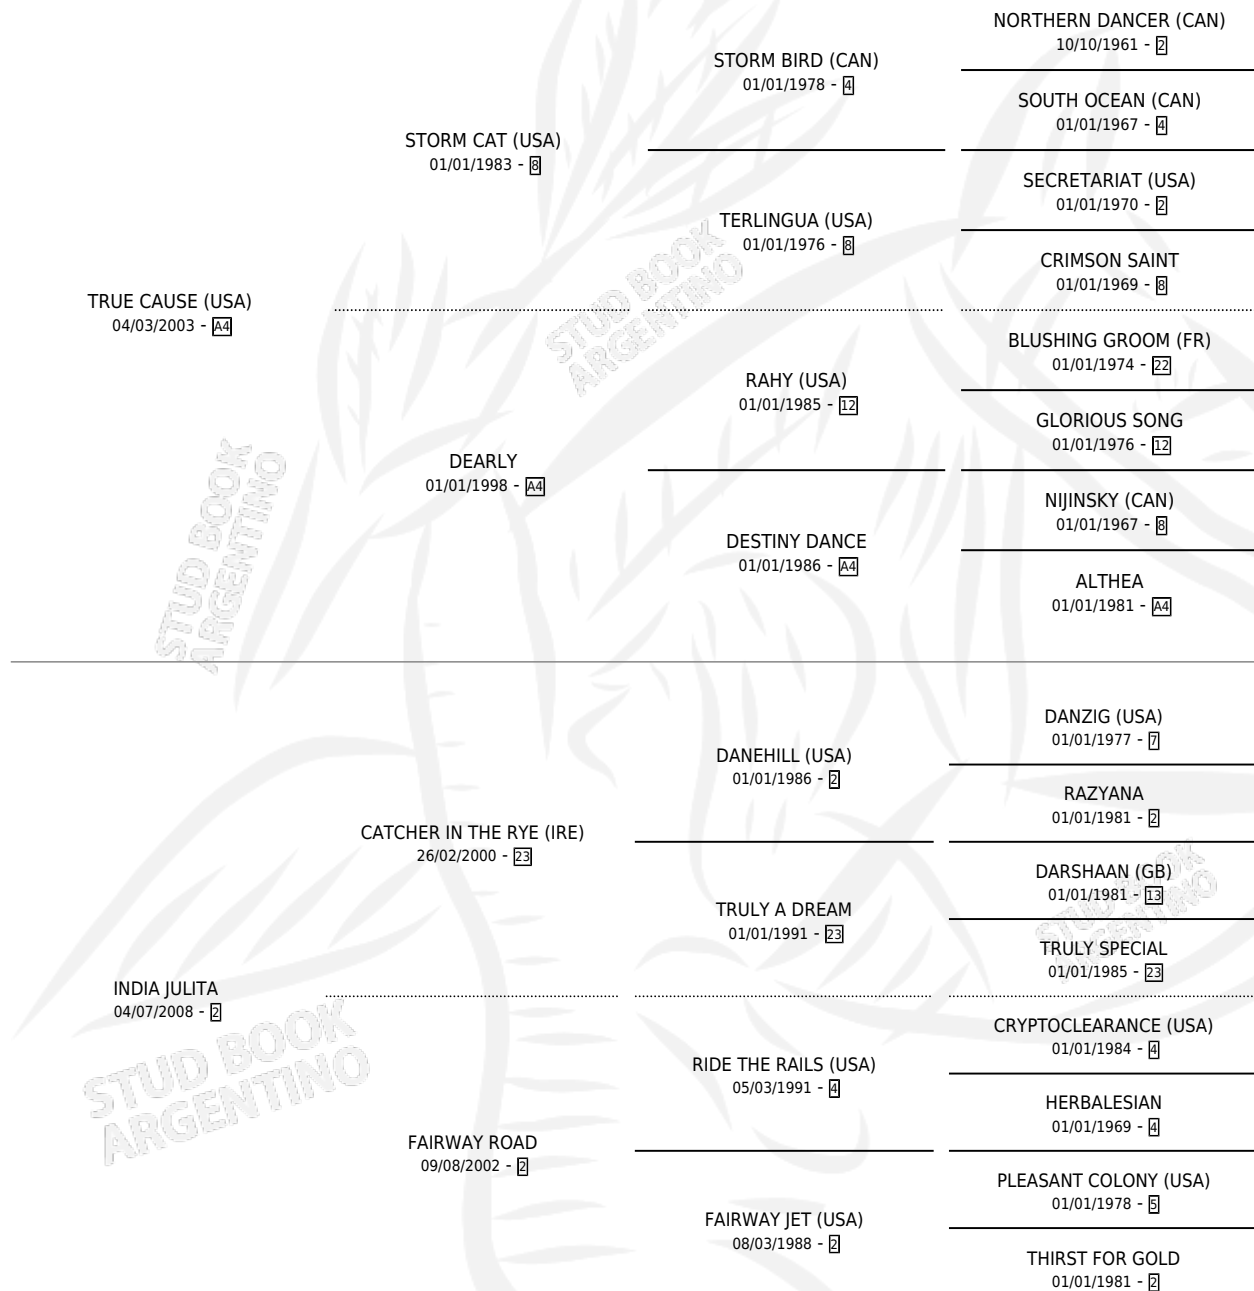 NORTHERN DANCER (CAN)
10/10/1961 - 2
STORM BIRD (CAN)
01/01/1978 - 4
SOUTH OCEAN (CAN)
01/01/1967 - 4
STORM CAT (USA)
01/01/1983 - 8
SECRETARIAT (USA)
01/01/1970 - 2
TERLINGUA (USA)
01/01/1976 - 8
CRIMSON SAINT
01/01/1969 - 8
TRUE CAUSE (USA)
04/03/2003 - A4
STUD BOOK
ARGENTINO
BLUSHING GROOM (FR)
01/01/1974 - 22
RAHY (USA)
01/01/1985 - 12
GLORIOUS SONG
01/01/1976 - 12
DEARLY
01/01/1998 - A4
NIJINSKY (CAN)
01/01/1967 - 8
DESTINY DANCE
01/01/1986 - A4
ALTHEA
01/01/1981 - A4
STUD BOOK
ARGENTINO
DANZIG (USA)
01/01/1977 - 7
DANEHILL (USA)
01/01/1986 - 2
RAZYANA
01/01/1981 - 2
CATCHER IN THE RYE (IRE)
26/02/2000 - 23
DARSHAAN (GB)
01/01/1981 - 13
TRULY A DREAM
01/01/1991 - 23
STUD BOOK
ARGENTINO
TRULY SPECIAL
01/01/1985 - 23
INDIA JULITA
04/07/2008 - 2
STUD BOOK
ARGENTINO
CRYPTOCLEARANCE (USA)
01/01/1984 - 4
RIDE THE RAILS (USA)
05/03/1991 - 4
HERBALESIAN
01/01/1969 - 4
FAIRWAY ROAD
09/08/2002 - 2
PLEASANT COLONY (USA)
01/01/1978 - 5
FAIRWAY JET (USA)
08/03/1988 - 2
THIRST FOR GOLD
01/01/1981 - 2